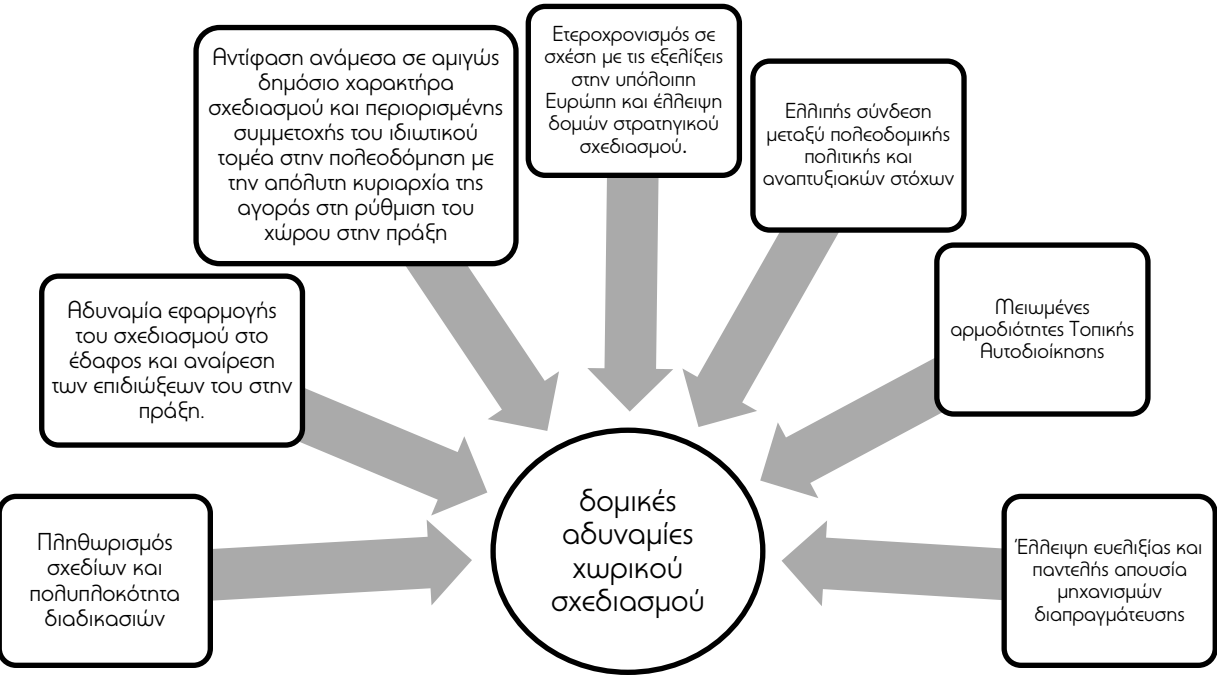 Αντίφαση ανάμεσα σε αμιγώς
δημόσιο χαρακτήρα
σχεδιασμού και περιορισμένης
συμμετοχής του ιδιωτικού
τομέα στην πολεοδόμηση με
την απόλυτη κυριαρχία της
αγοράς στη ρύθμιση του
χώρου στην πράξη
Ετεροχρονισμός σε
σχέση με τις εξελίξεις
στην υπόλοιπη
Ευρώπη και έλλειψη
δομών στρατηγικού
σχεδιασμού.
Ελλιπής σύνδεση
μεταξύ πολεοδομικής
πολιτικής και
αναπτυξιακών στόχων
Αδυναμία εφαρμογής
του σχεδιασμού στο
έδαφος και αναίρεση
των επιδιώξεων του στην
πράξη.
Μειωμένες
αρμοδιότητες Τοπικής
Αυτοδιοίκησης
Πληθωρισμός
σχεδίων και
πολυπλοκότητα
διαδικασιών
δομικές
αδυναμίες
χωρικού
σχεδιασμού
Έλλειψη ευελιξίας και
παντελής απουσία
μηχανισμών
διαπραγμάτευσης